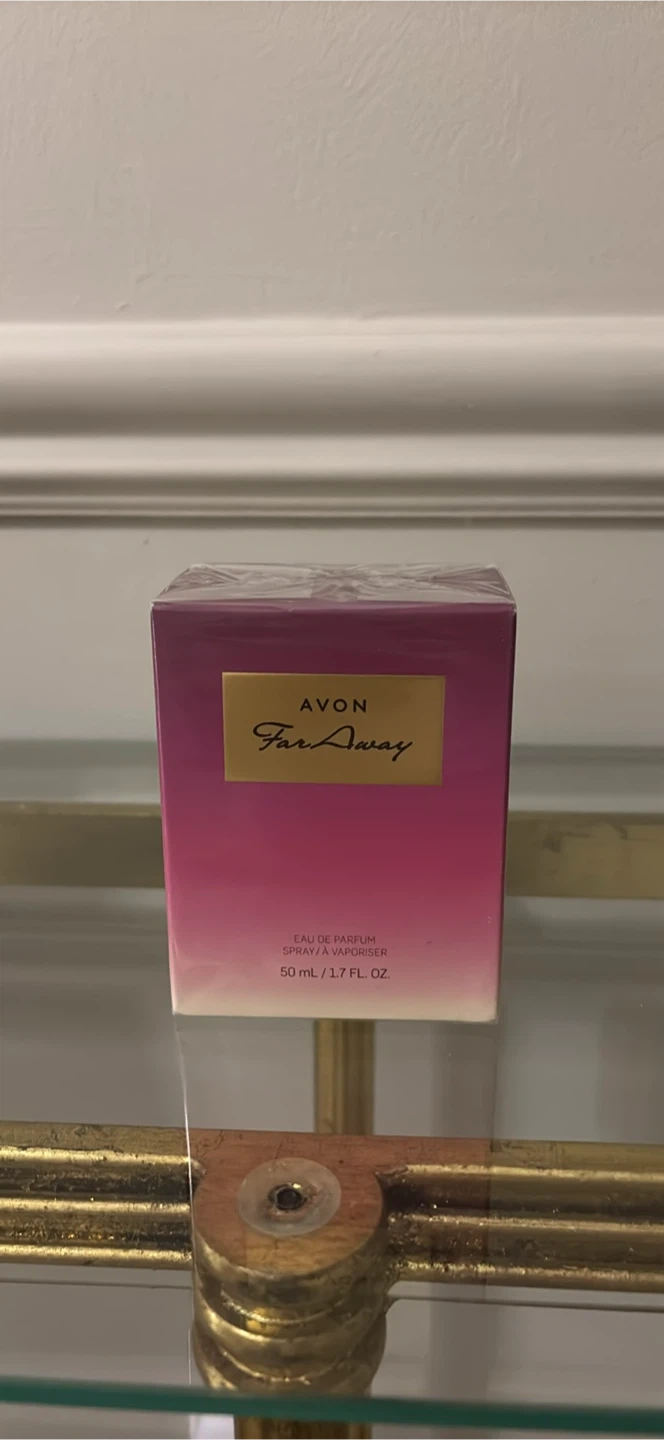 AVON
Far Away
EAU DE PARFUM
SPRAY/À VAPORISER
50 mL / 1.7 FL. OZ.